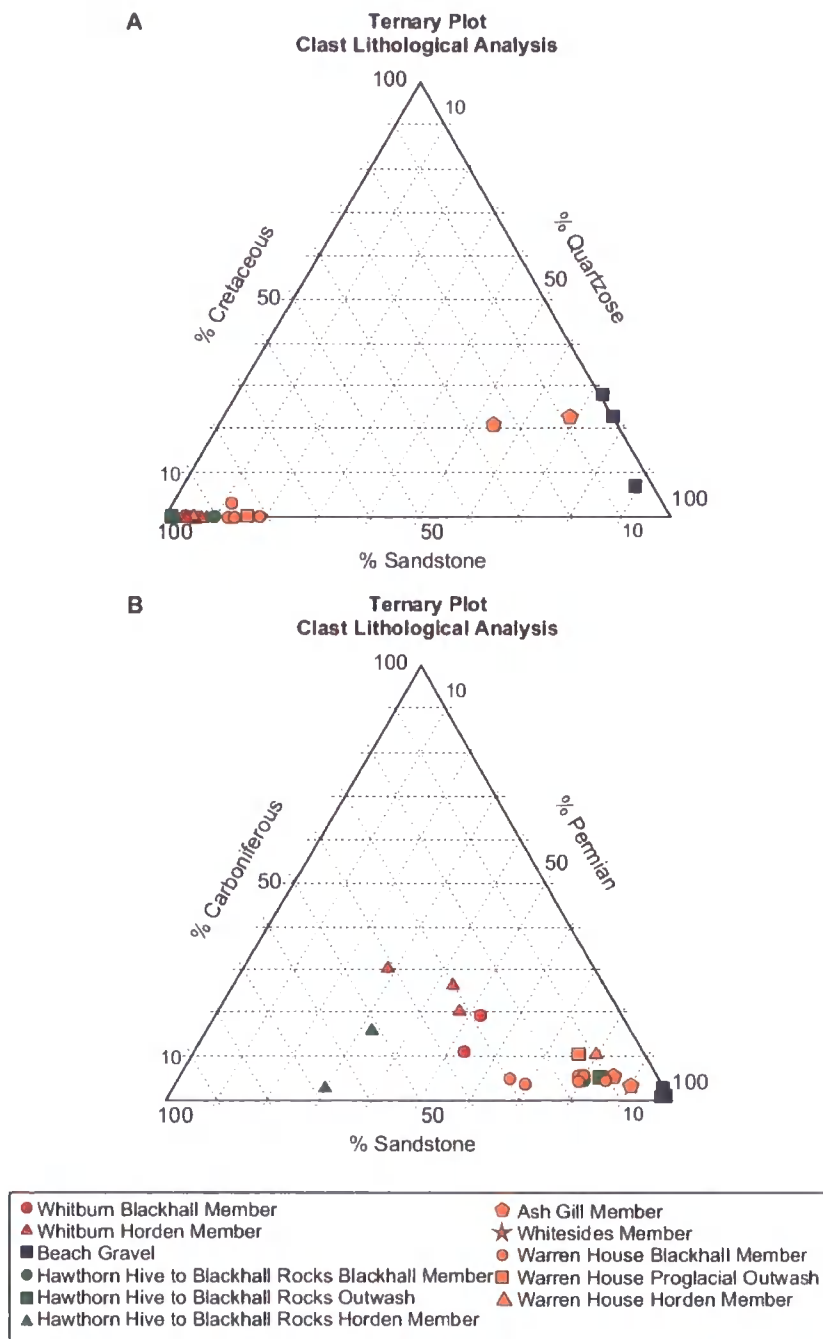 A
Ternary Plot
Clast Lithological Analysis
100
10
% Cretaceous
% Quartzose
50
50
10
100
100
50
10
% Sandstone
B
Ternary Plot
Clast Lithological Analysis
100
10
% Carboniferous
% Permian
50
50
10
100
100
50
10
% Sandstone
Whitburn Blackhall Member
Whitburn Horden Member
Beach Gravel
Hawthorn Hive to Blackhall Rocks Blackhall Member
Hawthorn Hive to Blackhall Rocks Outwash
Hawthorn Hive to Blackhall Rocks Horden Member
Ash Gill Member
Whitesides Member
Warren House Blackhall Member
Warren House Proglacial Outwash
Warren House Horden Member